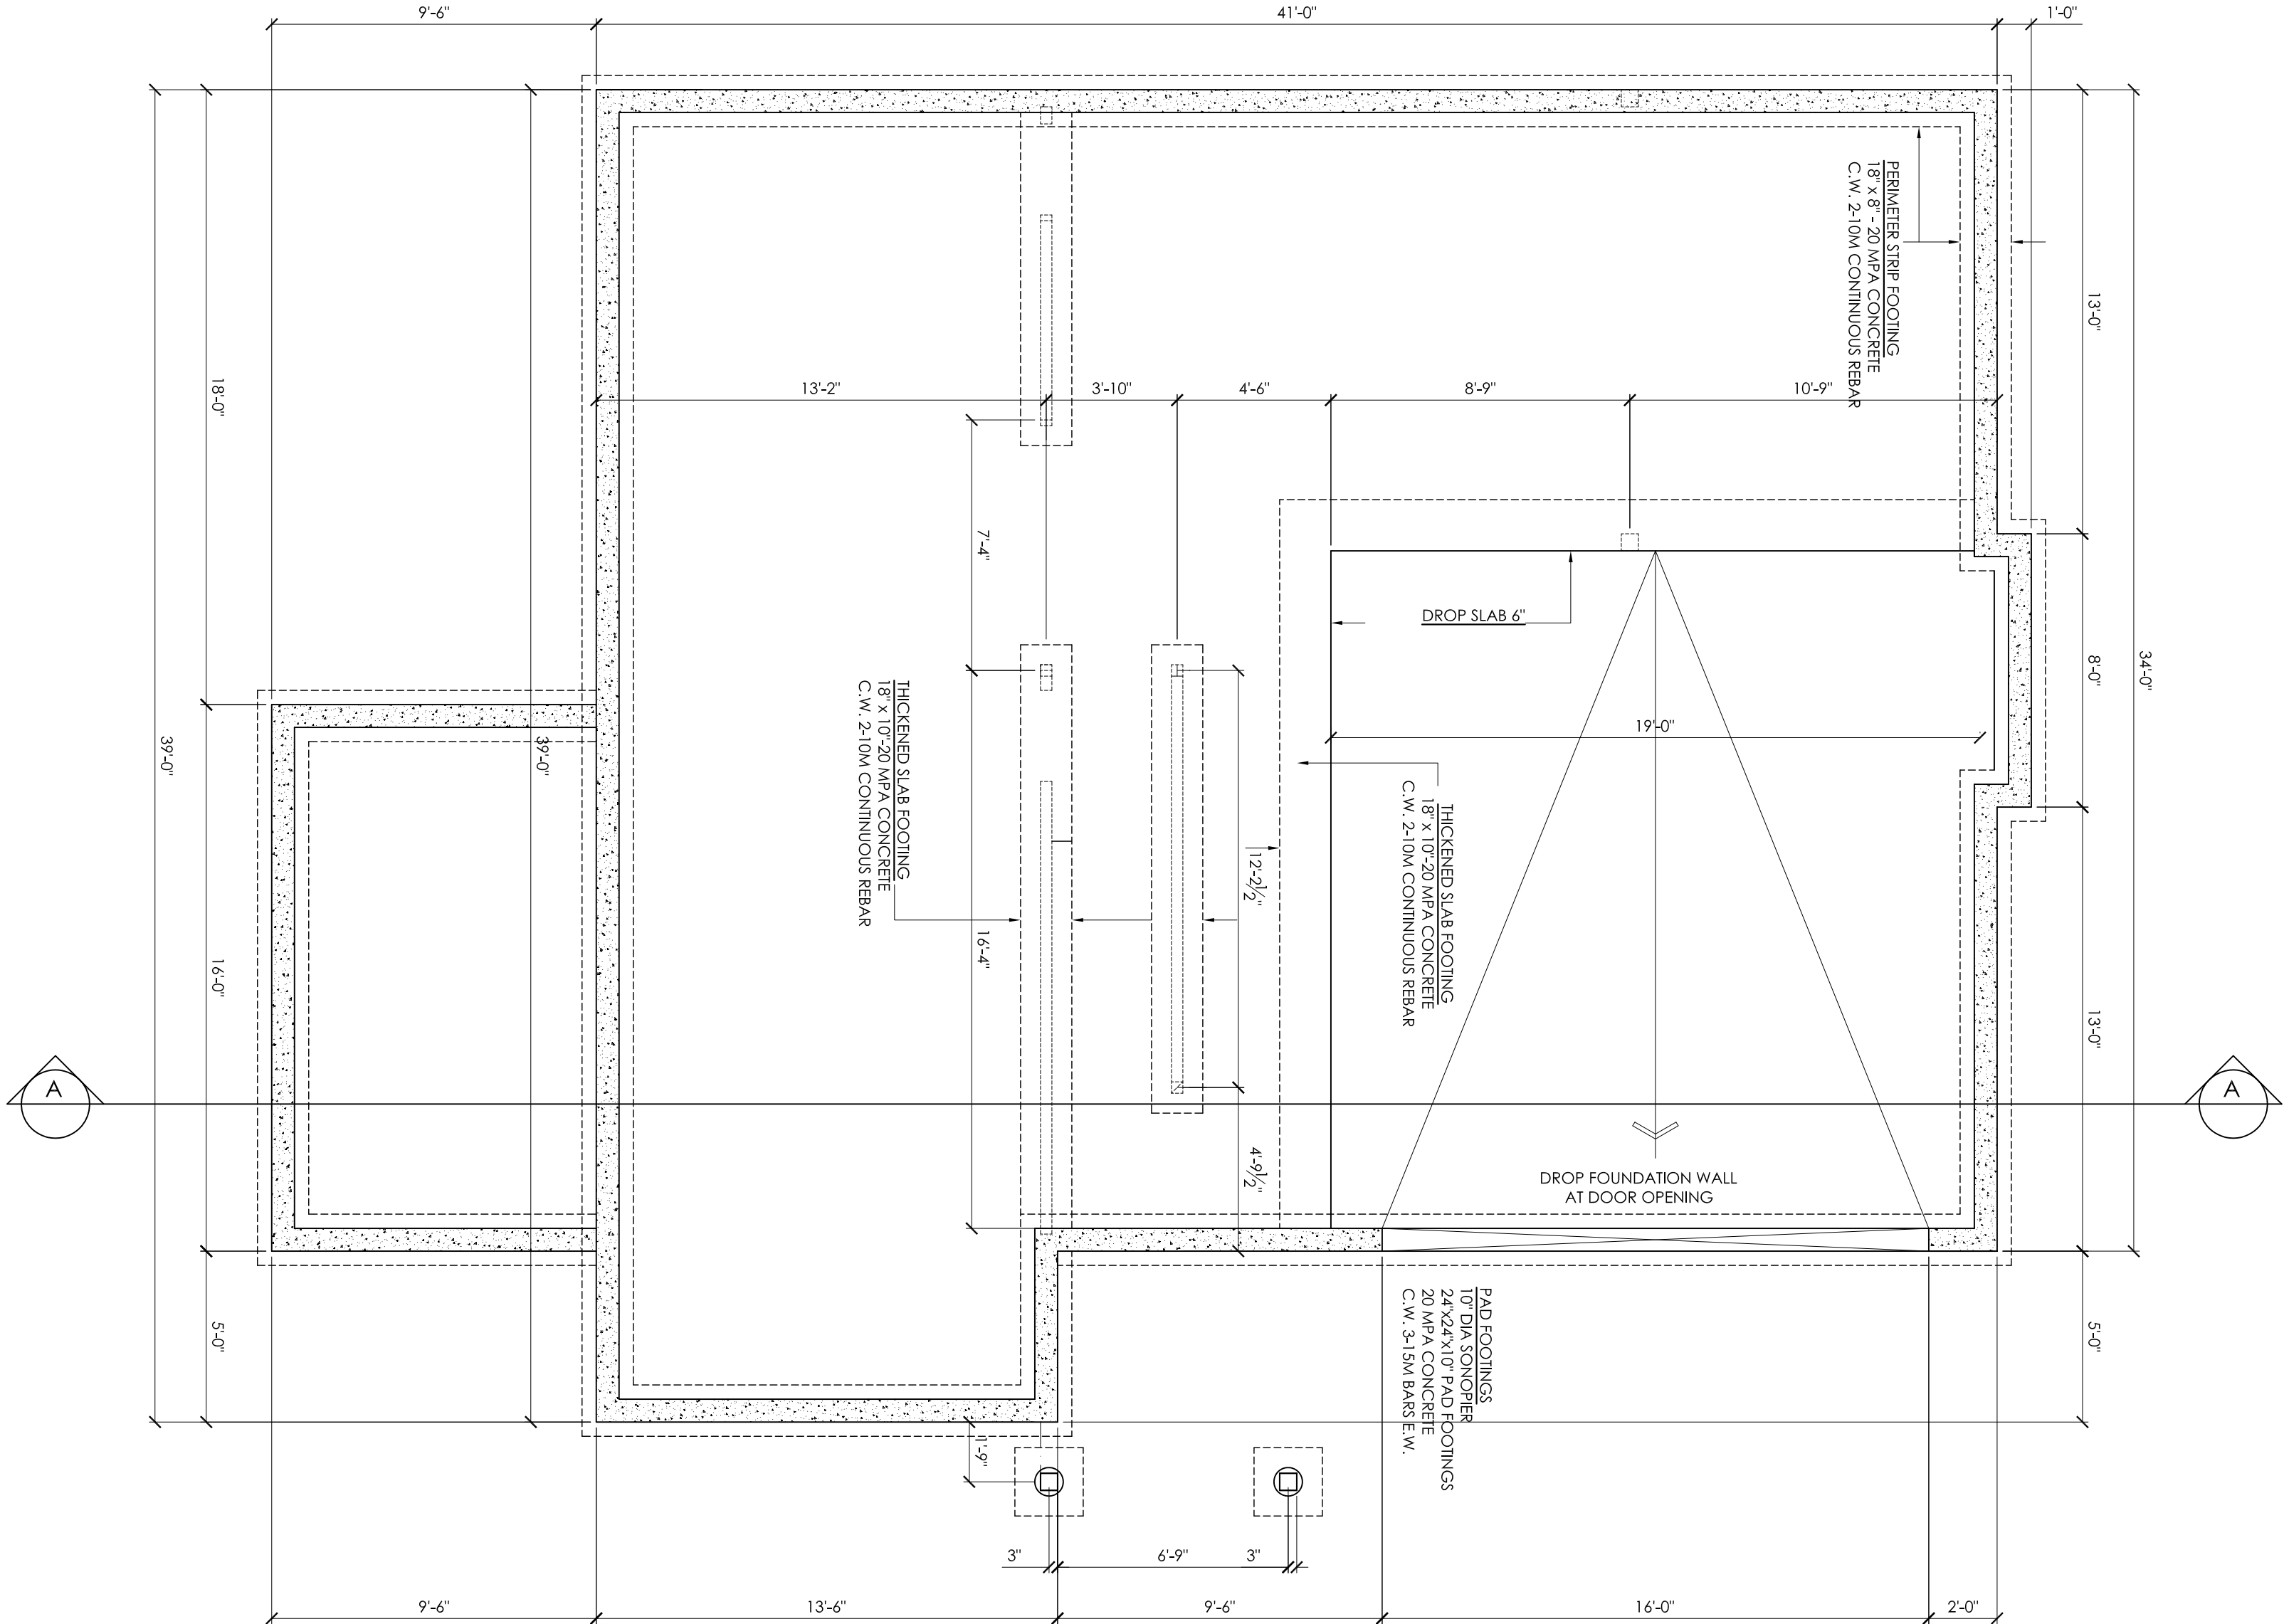 9'-6"
41'-0"
1'-0"
PERIMETER STRIP FOOTING
18" x 8" - 20 MPA CONCRETE
C.W. 2-10M CONTINUOUS REBAR
13'-0"
34'-0"
18'-0"
39'-0"
39'-0"
13'-2"
3'-10"
4'-6"
8'-9"
10'-9"
7'-4"
DROP SLAB 6"
8'-0"
19'-0"
THICKENED SLAB FOOTING
18" x 10"-20 MPA CONCRETE
C.W. 2-10M CONTINUOUS REBAR
THICKENED SLAB FOOTING
18" x 10"-20 MPA CONCRETE
C.W. 2-10M CONTINUOUS REBAR
12'-2½"
16'-4"
16'-0"
13'-0"
A
A
4'-9½"
DROP FOUNDATION WALL
AT DOOR OPENING
5'-0"
5'-0"
PAD FOOTINGS
10" DIA SONOPIER
24"x24"x10" PAD FOOTINGS
20 MPA CONCRETE
C.W. 3-15M BARS E.W.
1'-9"
3"
6'-9"
3"
9'-6"
13'-6"
9'-6"
16'-0"
2'-0"